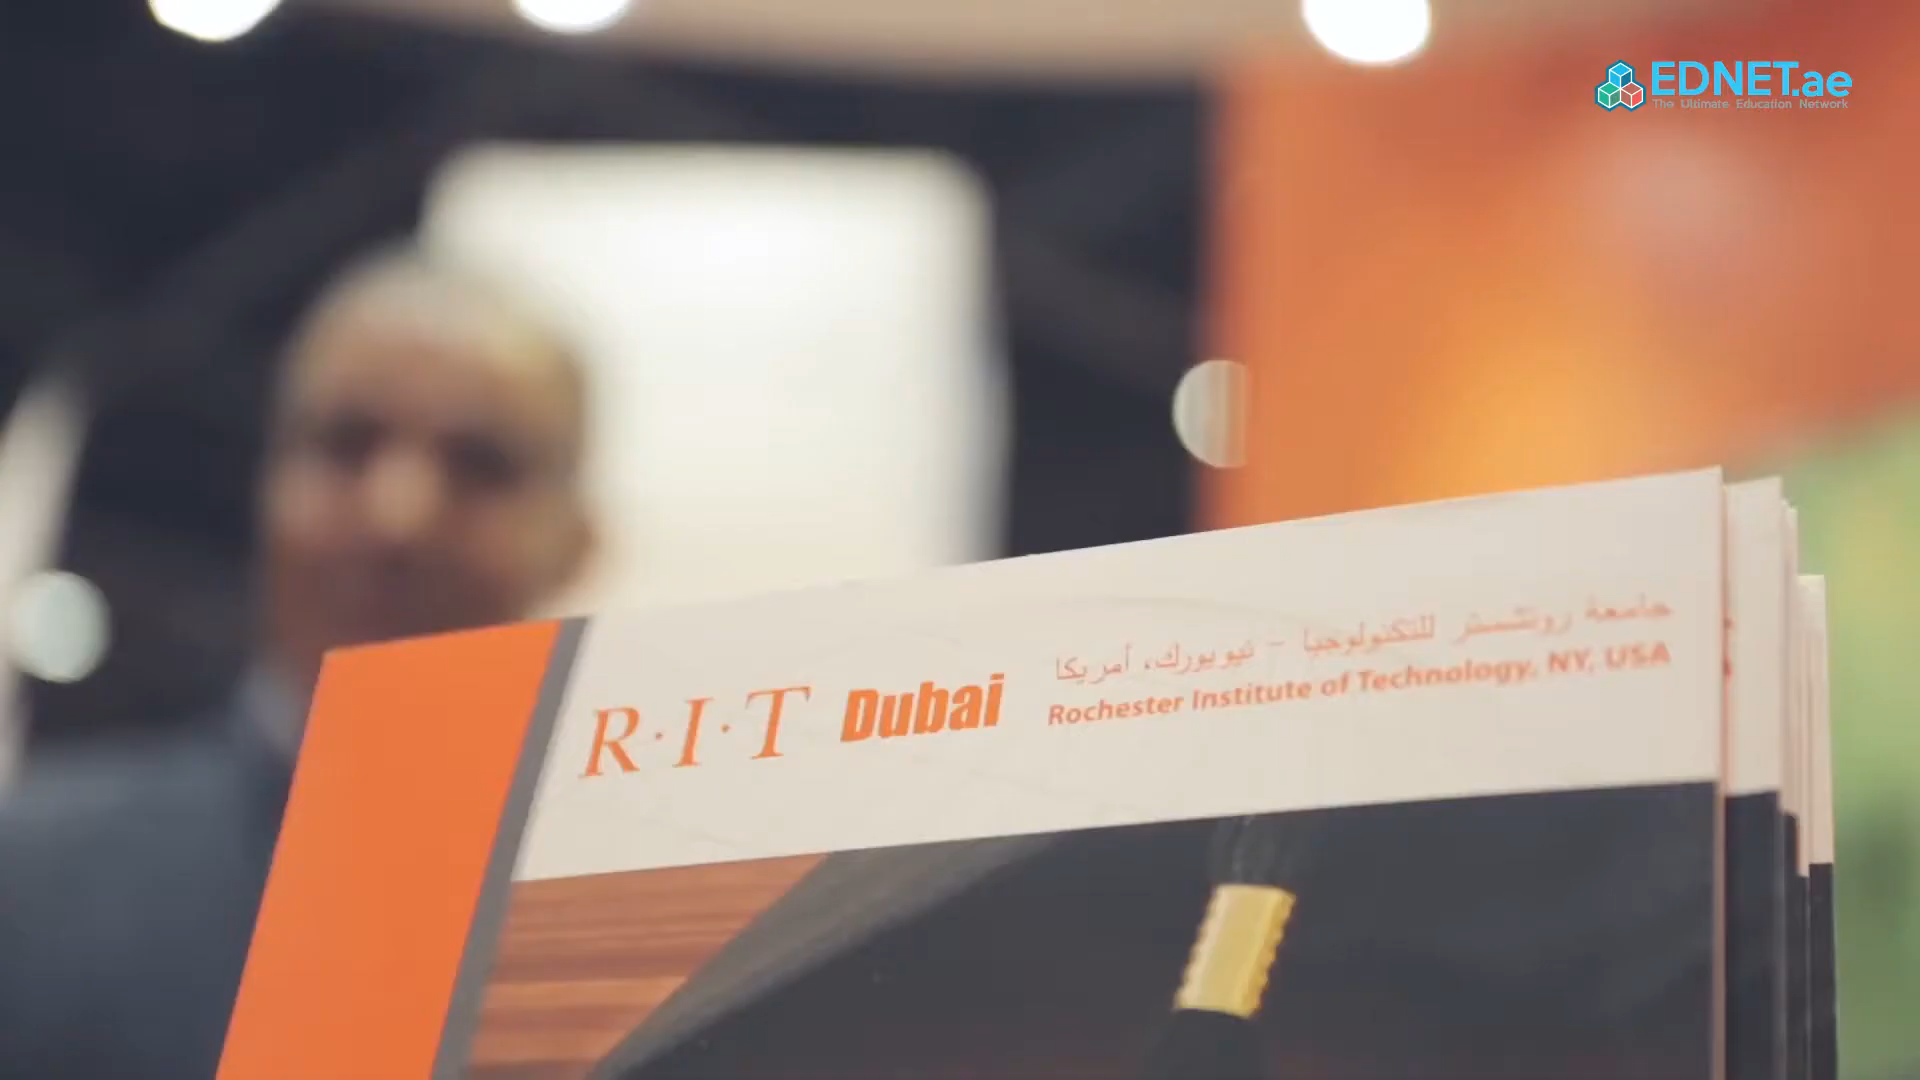 EDNET.ae
The Ultimate Education Network
R·I·T Dubai
جامعة روتشستر للتكنولوجيا - نيويورك، أمريكا
Rochester Institute of Technology, NY, USA